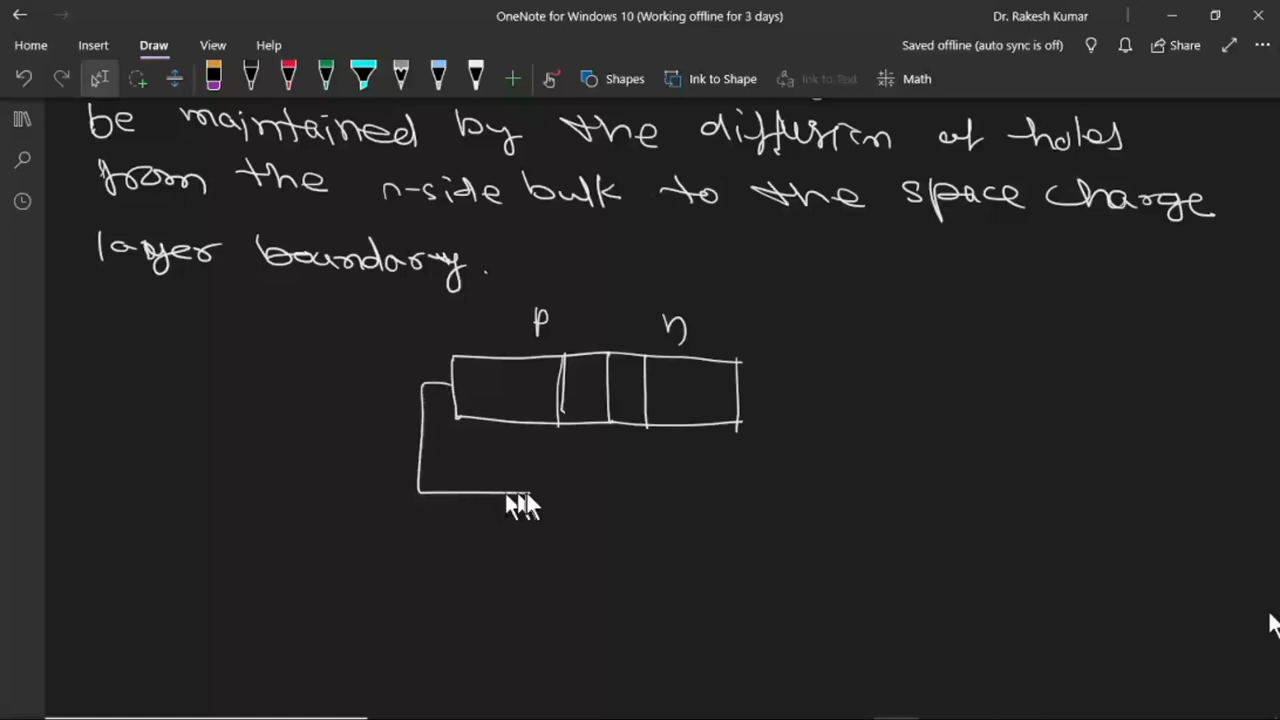 OneNote for Windows 10 (Working offline for 3 days)
Dr. Rakesh Kumar
Home Insert Draw View Help
Saved offline (auto sync is off)
Share
Shapes Ink to Shape Ink to Text Math
be maintained by the diffusion of holes
from the n-side bulk to the space charge
layer boundary.
p n